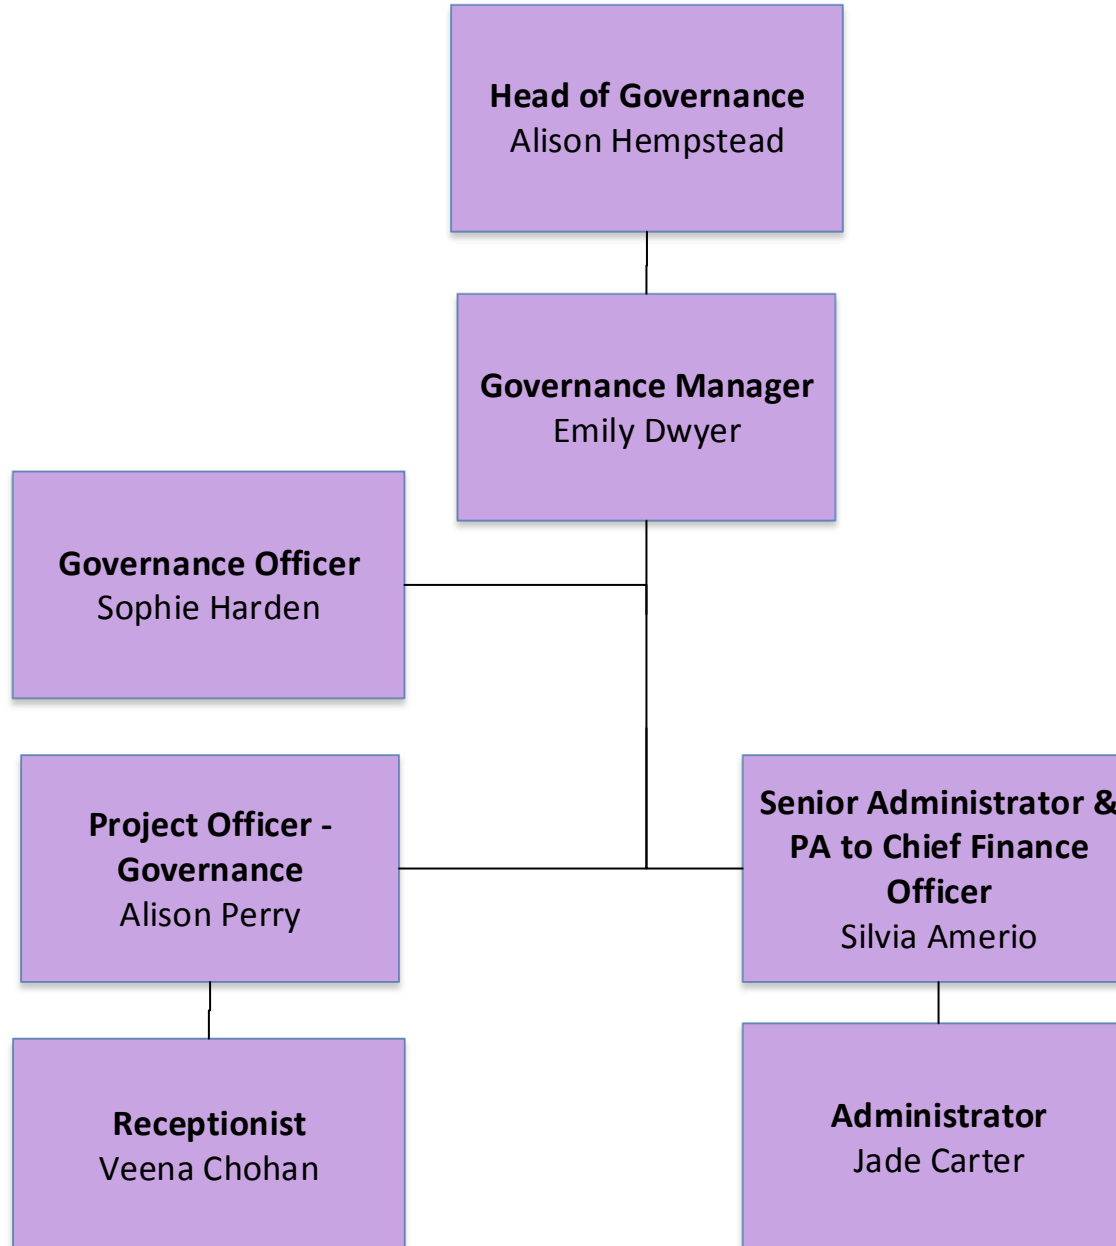 Head of Governance
Alison Hempstead
Governance Manager
Emily Dwyer
Governance Officer
Sophie Harden
Project Officer -
Governance
Alison Perry
Senior Administrator &
PA to Chief Finance
Officer
Silvia Amerio
Receptionist
Veena Chohan
Administrator
Jade Carter